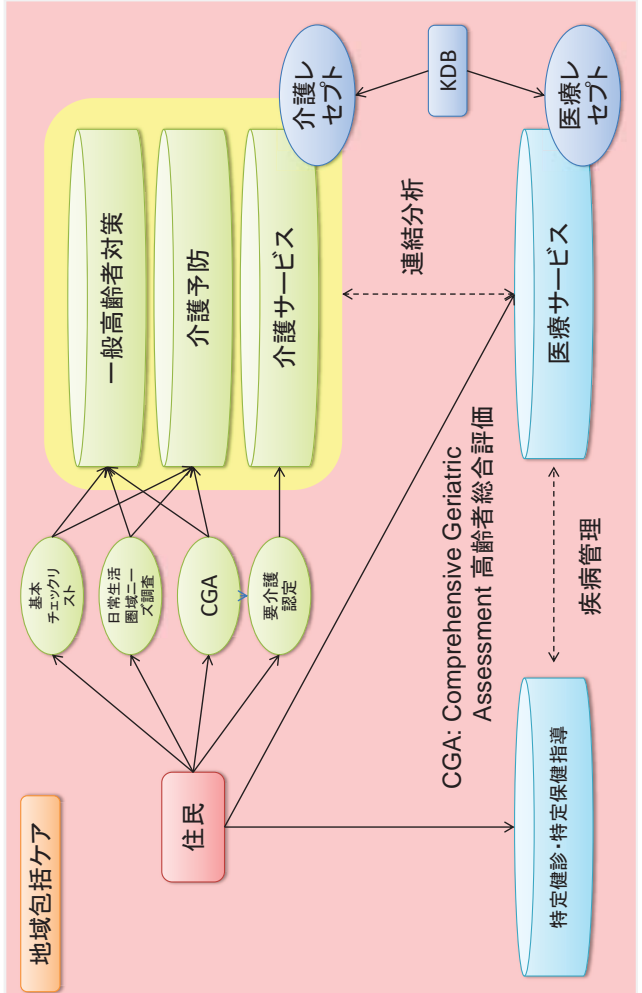 地域包括ケア
住民
基本
チェックリ
スト
日常生活
圏域ニー
ズ調査
CGA
要介護
認定
一般高齢者対策
介護予防
介護サービス
介護レ
セプト
KDB
医療レ
セプト
連結分析
CGA: Comprehensive Geriatric
Assessment 高齢者総合評価
特定健診・特定保健指導
疾病管理
医療サービス